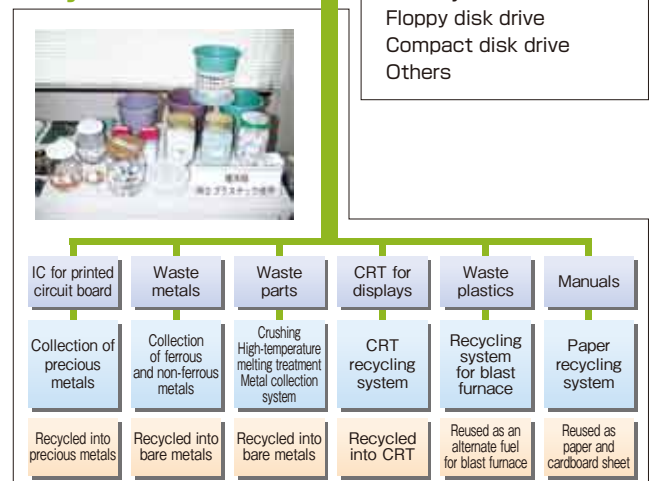 Floppy disk drive
Compact disk drive
Others
IC for printed
circuit board
Waste
metals
Waste
parts
CRT for
displays
Waste
plastics
Manuals
Collection of
precious
metals
Collection
of ferrous
and non-ferrous
metals
Crushing
High-temperature
melting treatment
Metal collection
system
CRT
recycling
system
Recycling
system
for blast
furnace
Paper
recycling
system
Recycled into
precious metals
Recycled into
bare metals
Recycled into
bare metals
Recycled
into CRT
Reused as an
alternate fuel
for blast furnace
Reused as
paper and
cardboard sheet